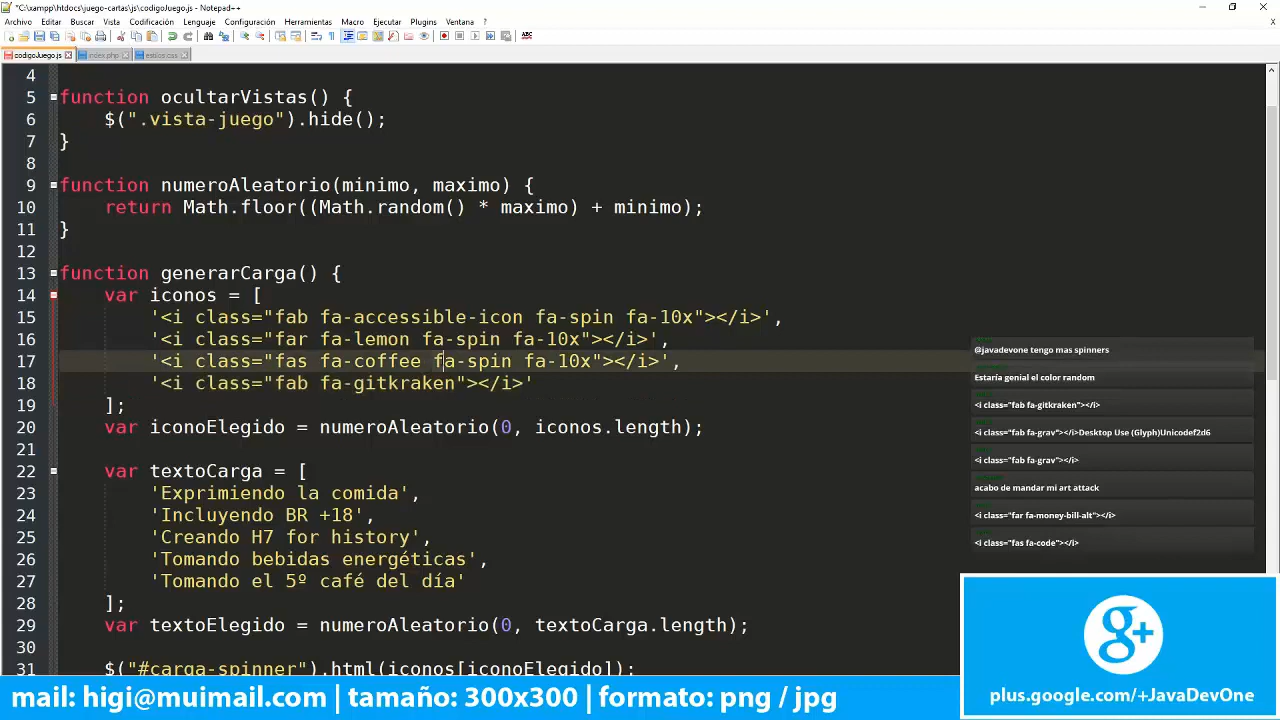 *C:\xampp\htdocs\juego-cartas\js\codigoJuego.js - Notepad++
Archivo Editar Buscar Vista Codificación Lenguaje Configuración Herramientas Macro Ejecutar Plugins Ventana ?
codigoJuego.js index.php estilos.css
4
5 function ocultarVistas() {
6 $(".vista-juego").hide();
7 }
8
9 function numeroAleatorio(minimo, maximo) {
10 return Math.floor((Math.random() * maximo) + minimo);
11 }
12
13 function generarCarga() {
14 var iconos = [
15 '<i class="fab fa-accessible-icon fa-spin fa-10x"></i>',
16 '<i class="far fa-lemon fa-spin fa-10x"></i>',
17 '<i class="fas fa-coffee fa-spin fa-10x"></i>',
18 '<i class="fab fa-gitkraken"></i>'
19 ];
20 var iconoElegido = numeroAleatorio(0, iconos.length);
21
22 var textoCarga = [
23 'Exprimiendo la comida',
24 'Incluyendo BR +18',
25 'Creando H7 for history',
26 'Tomando bebidas energéticas',
27 'Tomando el 5º café del día'
28 ];
29 var textoElegido = numeroAleatorio(0, textoCarga.length);
30
31 $("#carga-spinner").html(iconos[iconoElegido]);
@javadevone tengo mas spinners
Estaría genial el color random
<i class="fab fa-gitkraken"></i>
<i class="fab fa-grav"></i>Desktop Use (Glyph)Unicodef2d6
<i class="fab fa-grav"></i>
acabo de mandar mi art attack
<i class="far fa-money-bill-alt"></i>
<i class="fas fa-code"></i>
g+
plus.google.com/+JavaDevOne
mail: higi@muimail.com | tamaño: 300x300 | formato: png / jpg